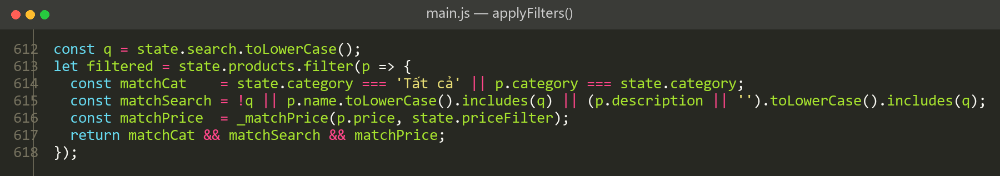 main.js — applyFilters()
612 const q = state.search.toLowerCase();
613 let filtered = state.products.filter(p => {
614   const matchCat    = state.category === 'Tất cả' || p.category === state.category;
615   const matchSearch = !q || p.name.toLowerCase().includes(q) || (p.description || '').toLowerCase().includes(q);
616   const matchPrice  = _matchPrice(p.price, state.priceFilter);
617   return matchCat && matchSearch && matchPrice;
618 });